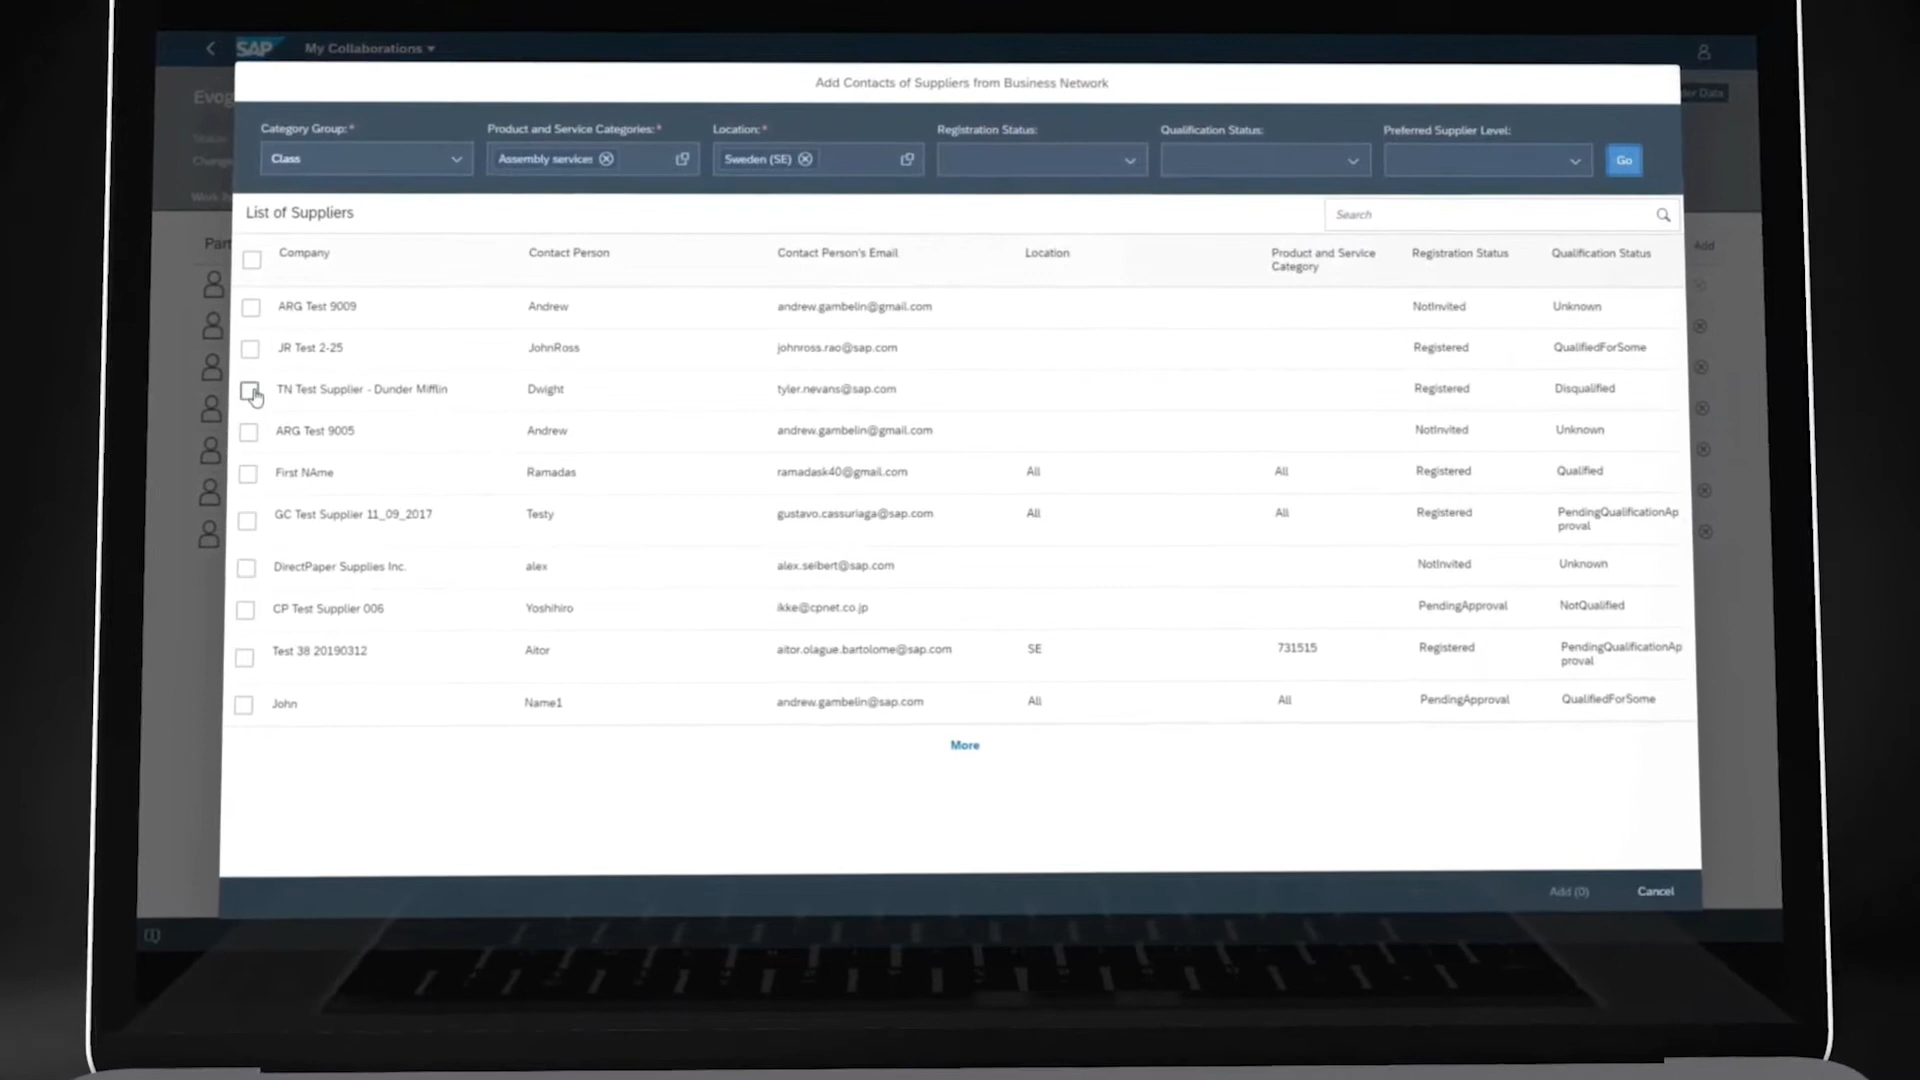 SAP My Collaborations
Add Contacts of Suppliers from Business Network
Evog
der Data
Category Group:* Product and Service Categories:* Location:* Registration Status: Qualification Status: Preferred Supplier Level:
Class Assembly services Sweden (SE) Go
List of Suppliers Search
Part Add
Company Contact Person Contact Person's Email Location Product and Service Category Registration Status Qualification Status
ARG Test 9009 Andrew andrew.gambelin@gmail.com NotInvited Unknown
JR Test 2-25 JohnRoss johnross.rao@sap.com Registered QualifiedForSome
TN Test Supplier - Dunder Mifflin Dwight tyler.nevans@sap.com Registered Disqualified
ARG Test 9005 Andrew andrew.gambelin@gmail.com NotInvited Unknown
First NAme Ramadas ramadask40@gmail.com All All Registered Qualified
GC Test Supplier 11_09_2017 Testy gustavo.cassuriaga@sap.com All All Registered PendingQualificationAp
proval
DirectPaper Supplies Inc. alex alex.seibert@sap.com NotInvited Unknown
CP Test Supplier 006 Yoshihiro ikke@cpnet.co.jp PendingApproval NotQualified
Test 38 20190312 Aitor aitor.olague.bartolome@sap.com SE 731515 Registered PendingQualificationAp
proval
John Name1 andrew.gambelin@sap.com All All PendingApproval QualifiedForSome
More
Add (0) Cancel